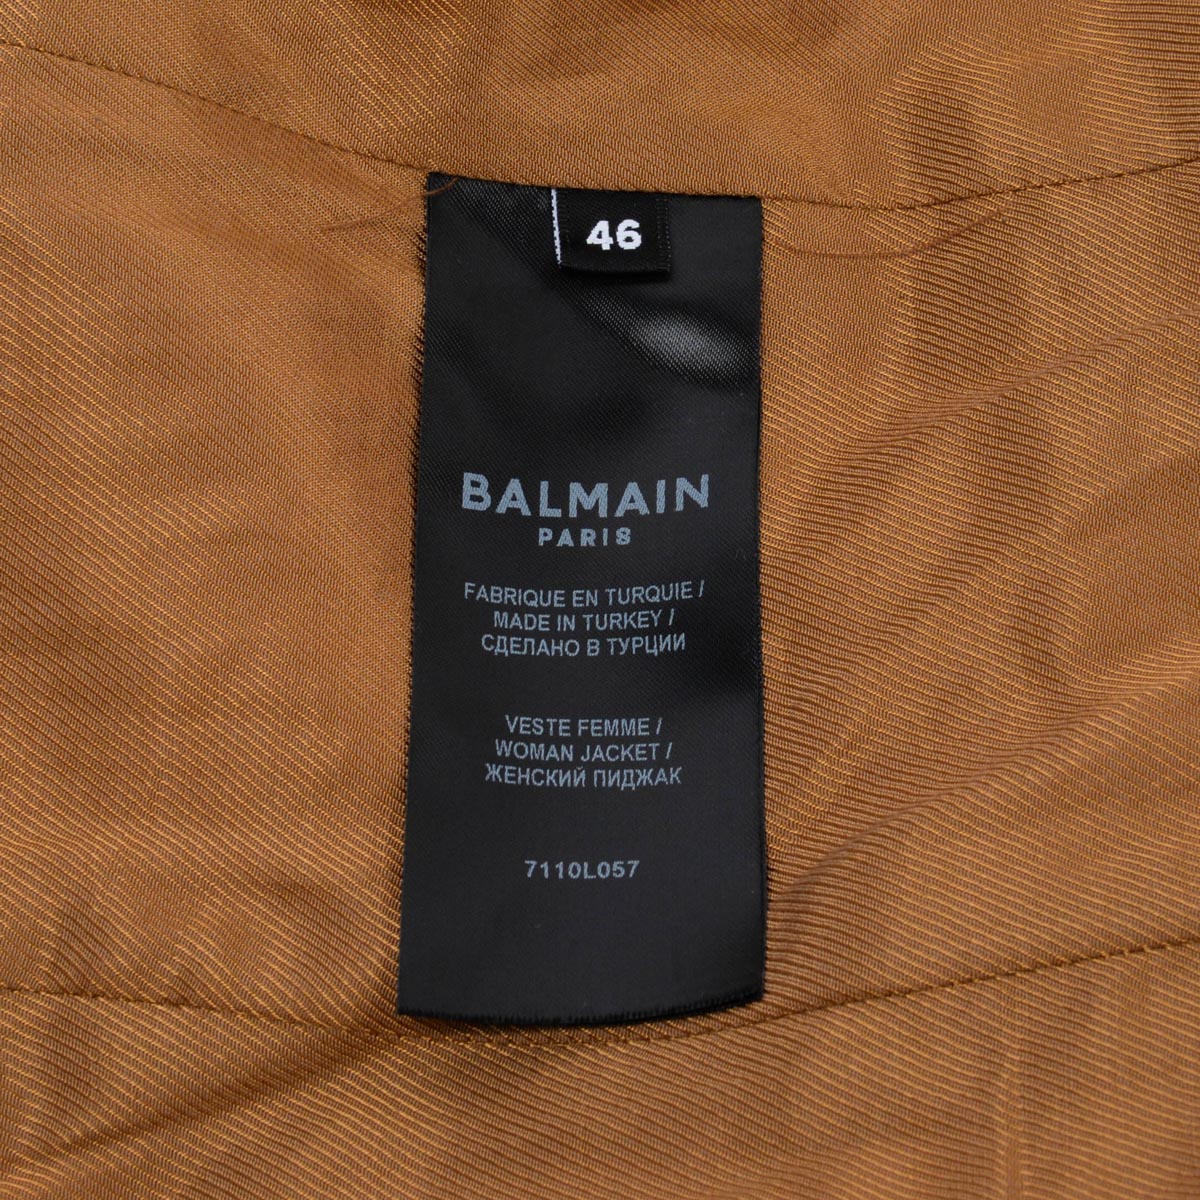 46
BALMAIN
PARIS
FABRIQUE EN TURQUIE /
MADE IN TURKEY /
СДЕЛАНО В ТУРЦИИ
VESTE FEMME /
WOMAN JACKET /
ЖЕНСКИЙ ПИДЖАК
7110L057